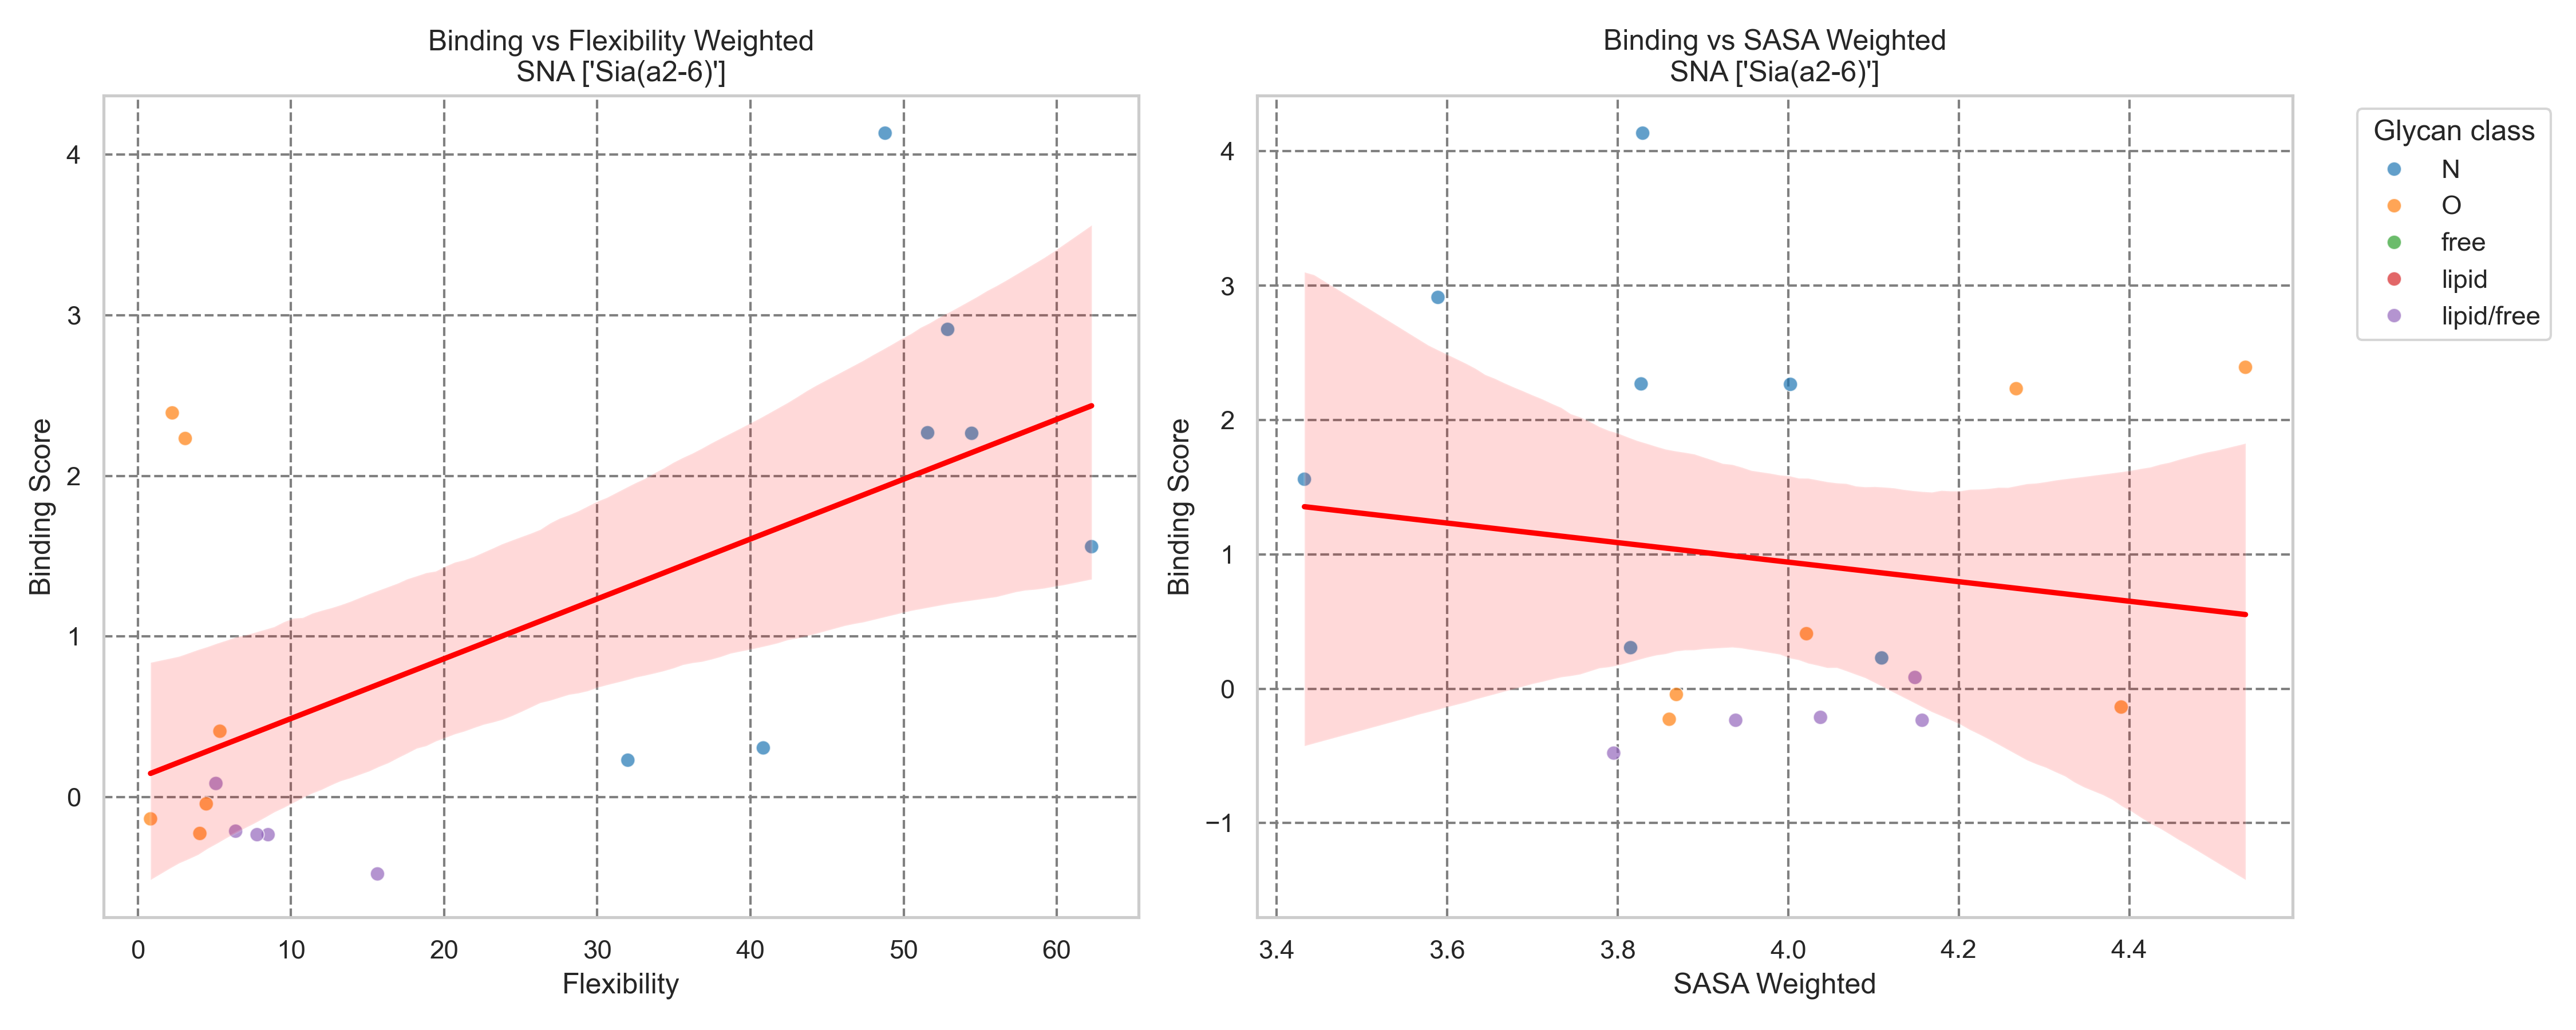 Binding vs Flexibility Weighted
SNA ['Sia(a2-6)']
Binding Score
4
3
2
1
0
0 10 20 30 40 50 60
Flexibility
Binding vs SASA Weighted
SNA ['Sia(a2-6)']
Binding Score
4
3
2
1
0
−1
3.4 3.6 3.8 4.0 4.2 4.4
SASA Weighted
Glycan class
N
O
free
lipid
lipid/free